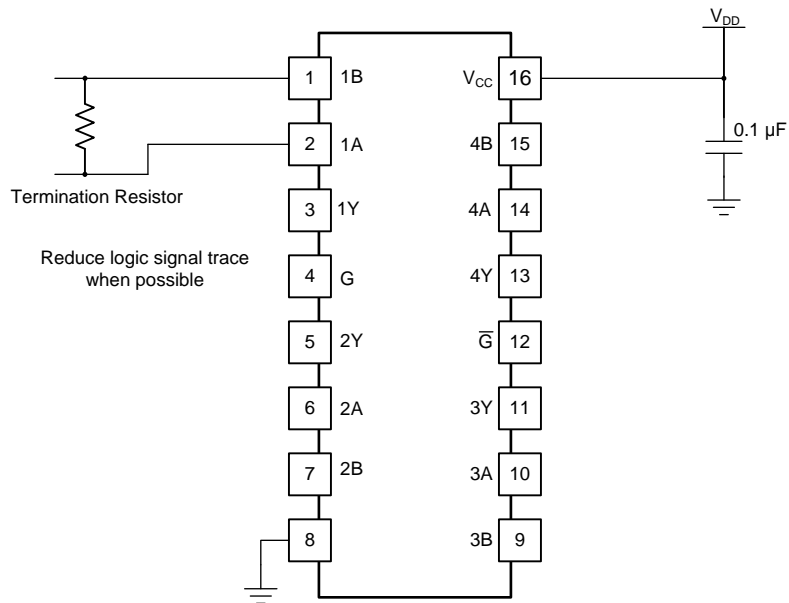 V_DD
1 1B
V_CC 16
0.1 µF
2 1A
4B 15
Termination Resistor
3 1Y
4A 14
Reduce logic signal trace
when possible
4 G
4Y 13
5 2Y
G̅ 12
6 2A
3Y 11
7 2B
3A 10
8
3B 9